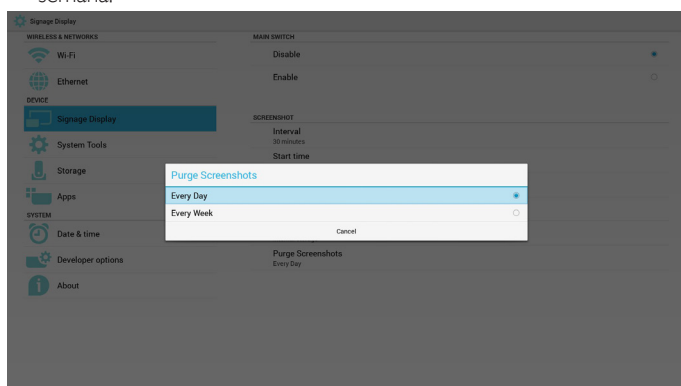 semana.
Signage Display
WIRELESS & NETWORKS
Wi-Fi
Ethernet
DEVICE
Signage Display
System Tools
Storage
Apps
SYSTEM
Date & time
Developer options
About
MAIN SWITCH
Disable
Enable
SCREENSHOT
Interval
30 minutes
Start time
Purge Screenshots
Every Day
Every Week
Cancel
Purge Screenshots
Every Day